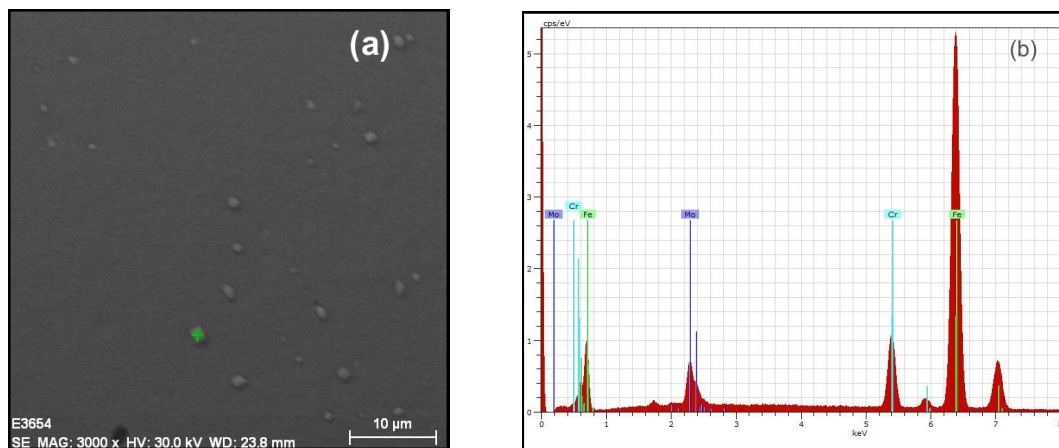 (a)
E3654
10 µm
SE MAG: 3000 x HV: 30.0 kV WD: 23.8 mm
cps/eV
(b)
5
4
3
2
1
0
Mo
Cr
Fe
Mo
Cr
Fe
0 1 2 3 4 5 6 7
keV